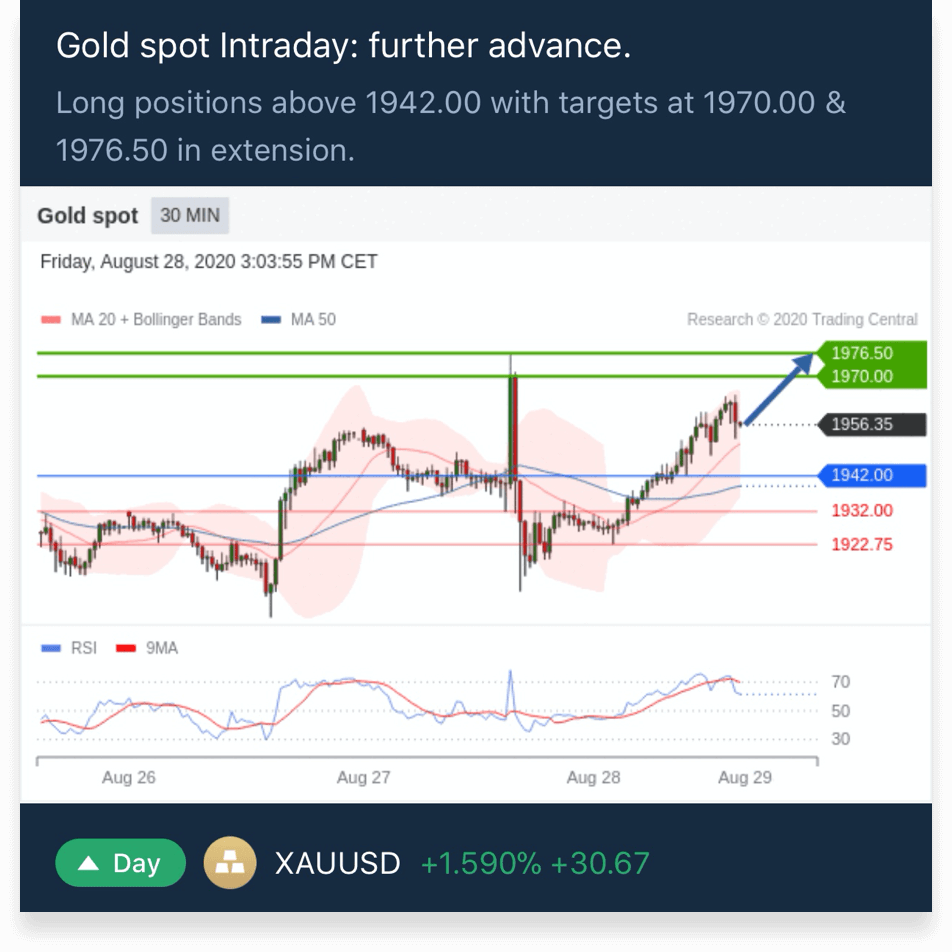 Gold spot Intraday: further advance.
Long positions above 1942.00 with targets at 1970.00 &
1976.50 in extension.
Gold spot 30 MIN
Friday, August 28, 2020 3:03:55 PM CET
MA 20 + Bollinger Bands MA 50 Research © 2020 Trading Central
1976.50
1970.00
1956.35
1942.00
1932.00
1922.75
RSI 9MA
70
50
30
Aug 26 Aug 27 Aug 28 Aug 29
Day XAUUSD +1.590% +30.67